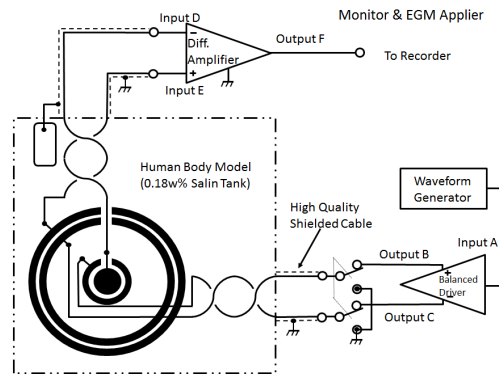 Input D
Monitor & EGM Applier
Diff.
Amplifier
Output F
To Recorder
Input E
Human Body Model
(0.18w% Salin Tank)
High Quality
Shielded Cable
Waveform
Generator
Output B
Input A
Balanced
Driver
Output C